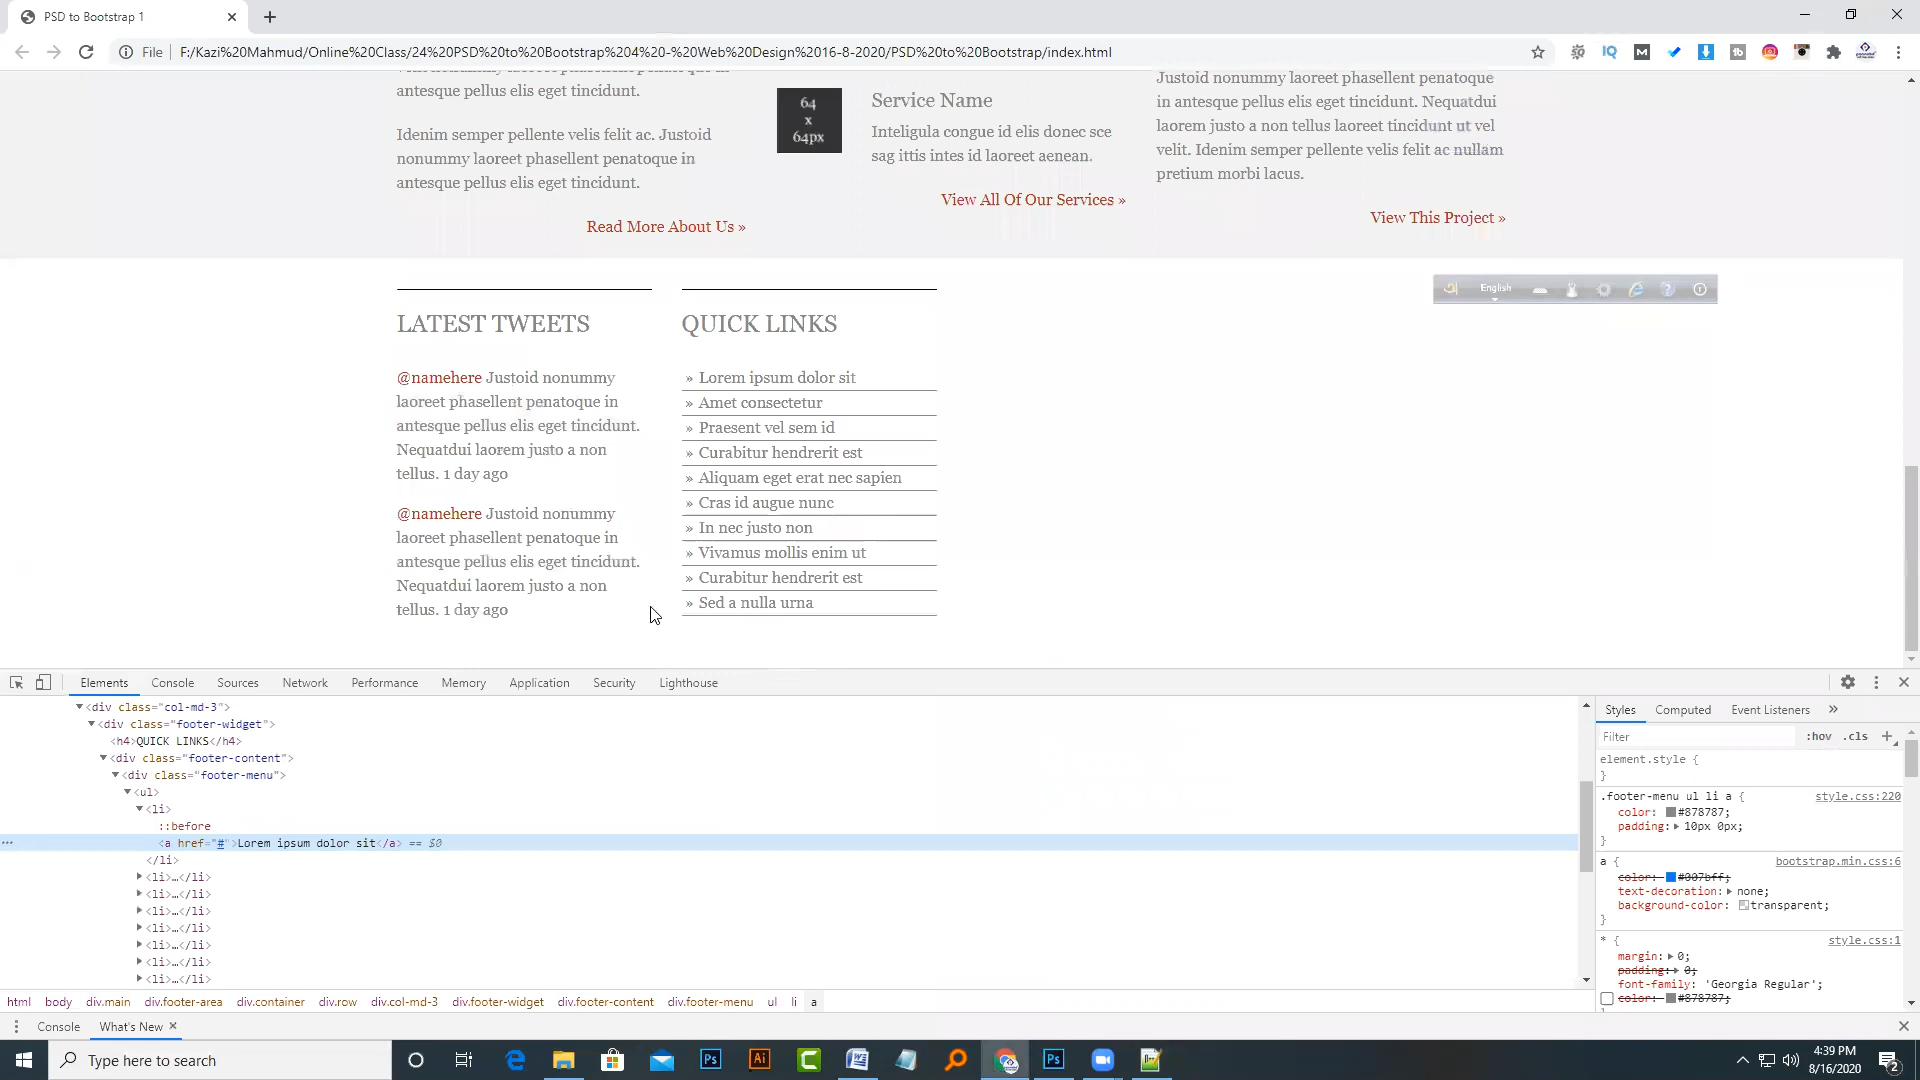 PSD to Bootstrap 1
File
F:/Kazi%20Mahmud/Online%20Class/24%20PSD%20to%20Bootstrap%204%20-%20Web%20Design%2016-8-2020/PSD%20to%20Bootstrap/index.html
antesque pellus elis eget tincidunt.
Idenim semper pellente velis felit ac. Justoid
nonummy laoreet phasellent penatoque in
antesque pellus elis eget tincidunt.
Read More About Us »
64
x
64px
Service Name
Inteligula congue id elis donec sce
sag ittis intes id laoreet aenean.
View All Of Our Services »
Justoid nonummy laoreet phasellent penatoque
in antesque pellus elis eget tincidunt. Nequatdui
laorem justo a non tellus laoreet tincidunt ut vel
velit. Idenim semper pellente velis felit ac nullam
pretium morbi lacus.
View This Project »
English
LATEST TWEETS
@namehere Justoid nonummy
laoreet phasellent penatoque in
antesque pellus elis eget tincidunt.
Nequatdui laorem justo a non
tellus. 1 day ago
@namehere Justoid nonummy
laoreet phasellent penatoque in
antesque pellus elis eget tincidunt.
Nequatdui laorem justo a non
tellus. 1 day ago
QUICK LINKS
» Lorem ipsum dolor sit
» Amet consectetur
» Praesent vel sem id
» Curabitur hendrerit est
» Aliquam eget erat nec sapien
» Cras id augue nunc
» In nec justo non
» Vivamus mollis enim ut
» Curabitur hendrerit est
» Sed a nulla urna
Elements Console Sources Network Performance Memory Application Security Lighthouse
<div class="col-md-3">
<div class="footer-widget">
<h4>QUICK LINKS</h4>
<div class="footer-content">
<div class="footer-menu">
<ul>
<li>
::before
<a href="#">Lorem ipsum dolor sit</a> == $0
</li>
<li>…</li>
<li>…</li>
<li>…</li>
<li>…</li>
<li>…</li>
<li>…</li>
<li>…</li>
html body div.main div.footer-area div.container div.row div.col-md-3 div.footer-widget div.footer-content div.footer-menu ul li a
Styles Computed Event Listeners »
Filter :hov .cls +
element.style {
}
.footer-menu ul li a { style.css:220
color: #878787;
padding: 10px 0px;
}
a { bootstrap.min.css:6
color: #007bff;
text-decoration: none;
background-color: transparent;
}
* { style.css:1
margin: 0;
padding: 0;
font-family: 'Georgia Regular';
color: #878787;
Console What's New
Type here to search
4:39 PM
8/16/2020
2